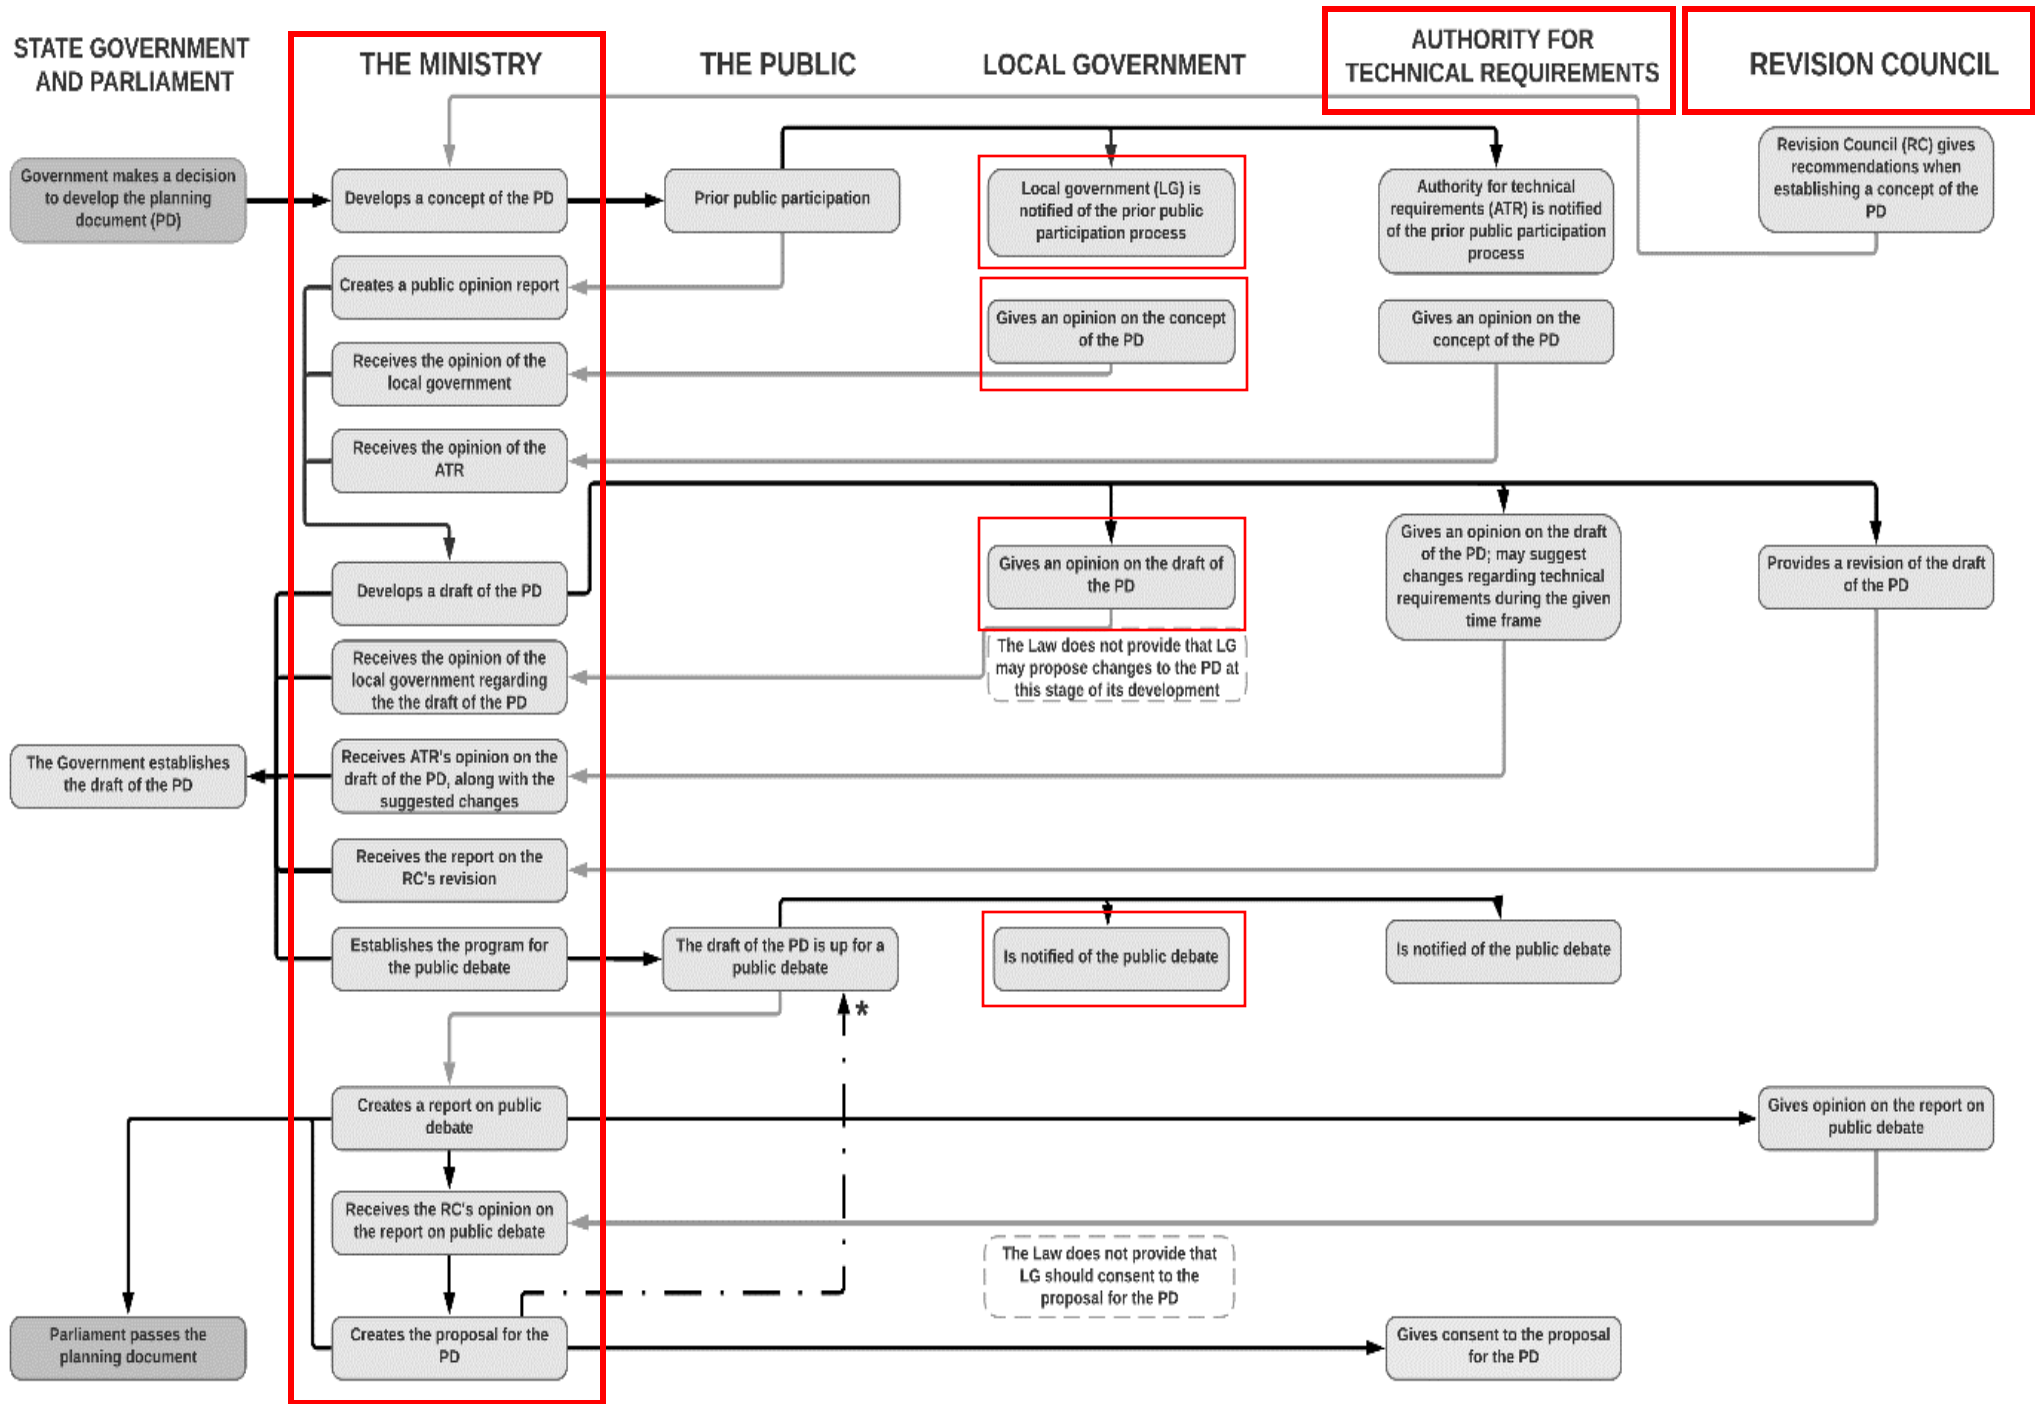 STATE GOVERNMENT
AND PARLIAMENT
THE MINISTRY
THE PUBLIC
LOCAL GOVERNMENT
AUTHORITY FOR
TECHNICAL REQUIREMENTS
REVISION COUNCIL
Government makes a decision
to develop the planning
document (PD)
Develops a concept of the PD
Prior public participation
Local government (LG) is
notified of the prior public
participation process
Authority for technical
requirements (ATR) is notified
of the prior public participation
process
Revision Council (RC) gives
recommendations when
establishing a concept of the
PD
Creates a public opinion report
Gives an opinion on the concept
of the PD
Gives an opinion on the
concept of the PD
Receives the opinion of the
local government
Receives the opinion of the
ATR
Develops a draft of the PD
Gives an opinion on the draft of
the PD
Gives an opinion on the draft
of the PD; may suggest
changes regarding technical
requirements during the given
time frame
Provides a revision of the draft
of the PD
The Law does not provide that LG
may propose changes to the PD at
this stage of its development
Receives the opinion of the
local government regarding
the the draft of the PD
The Government establishes
the draft of the PD
Receives ATR's opinion on the
draft of the PD, along with the
suggested changes
Receives the report on the
RC's revision
Establishes the program for
the public debate
The draft of the PD is up for a
public debate
Is notified of the public debate
Is notified of the public debate
*
Creates a report on public
debate
Gives opinion on the report on
public debate
Receives the RC's opinion on
the report on public debate
The Law does not provide that
LG should consent to the
proposal for the PD
Parliament passes the
planning document
Creates the proposal for the
PD
Gives consent to the proposal
for the PD